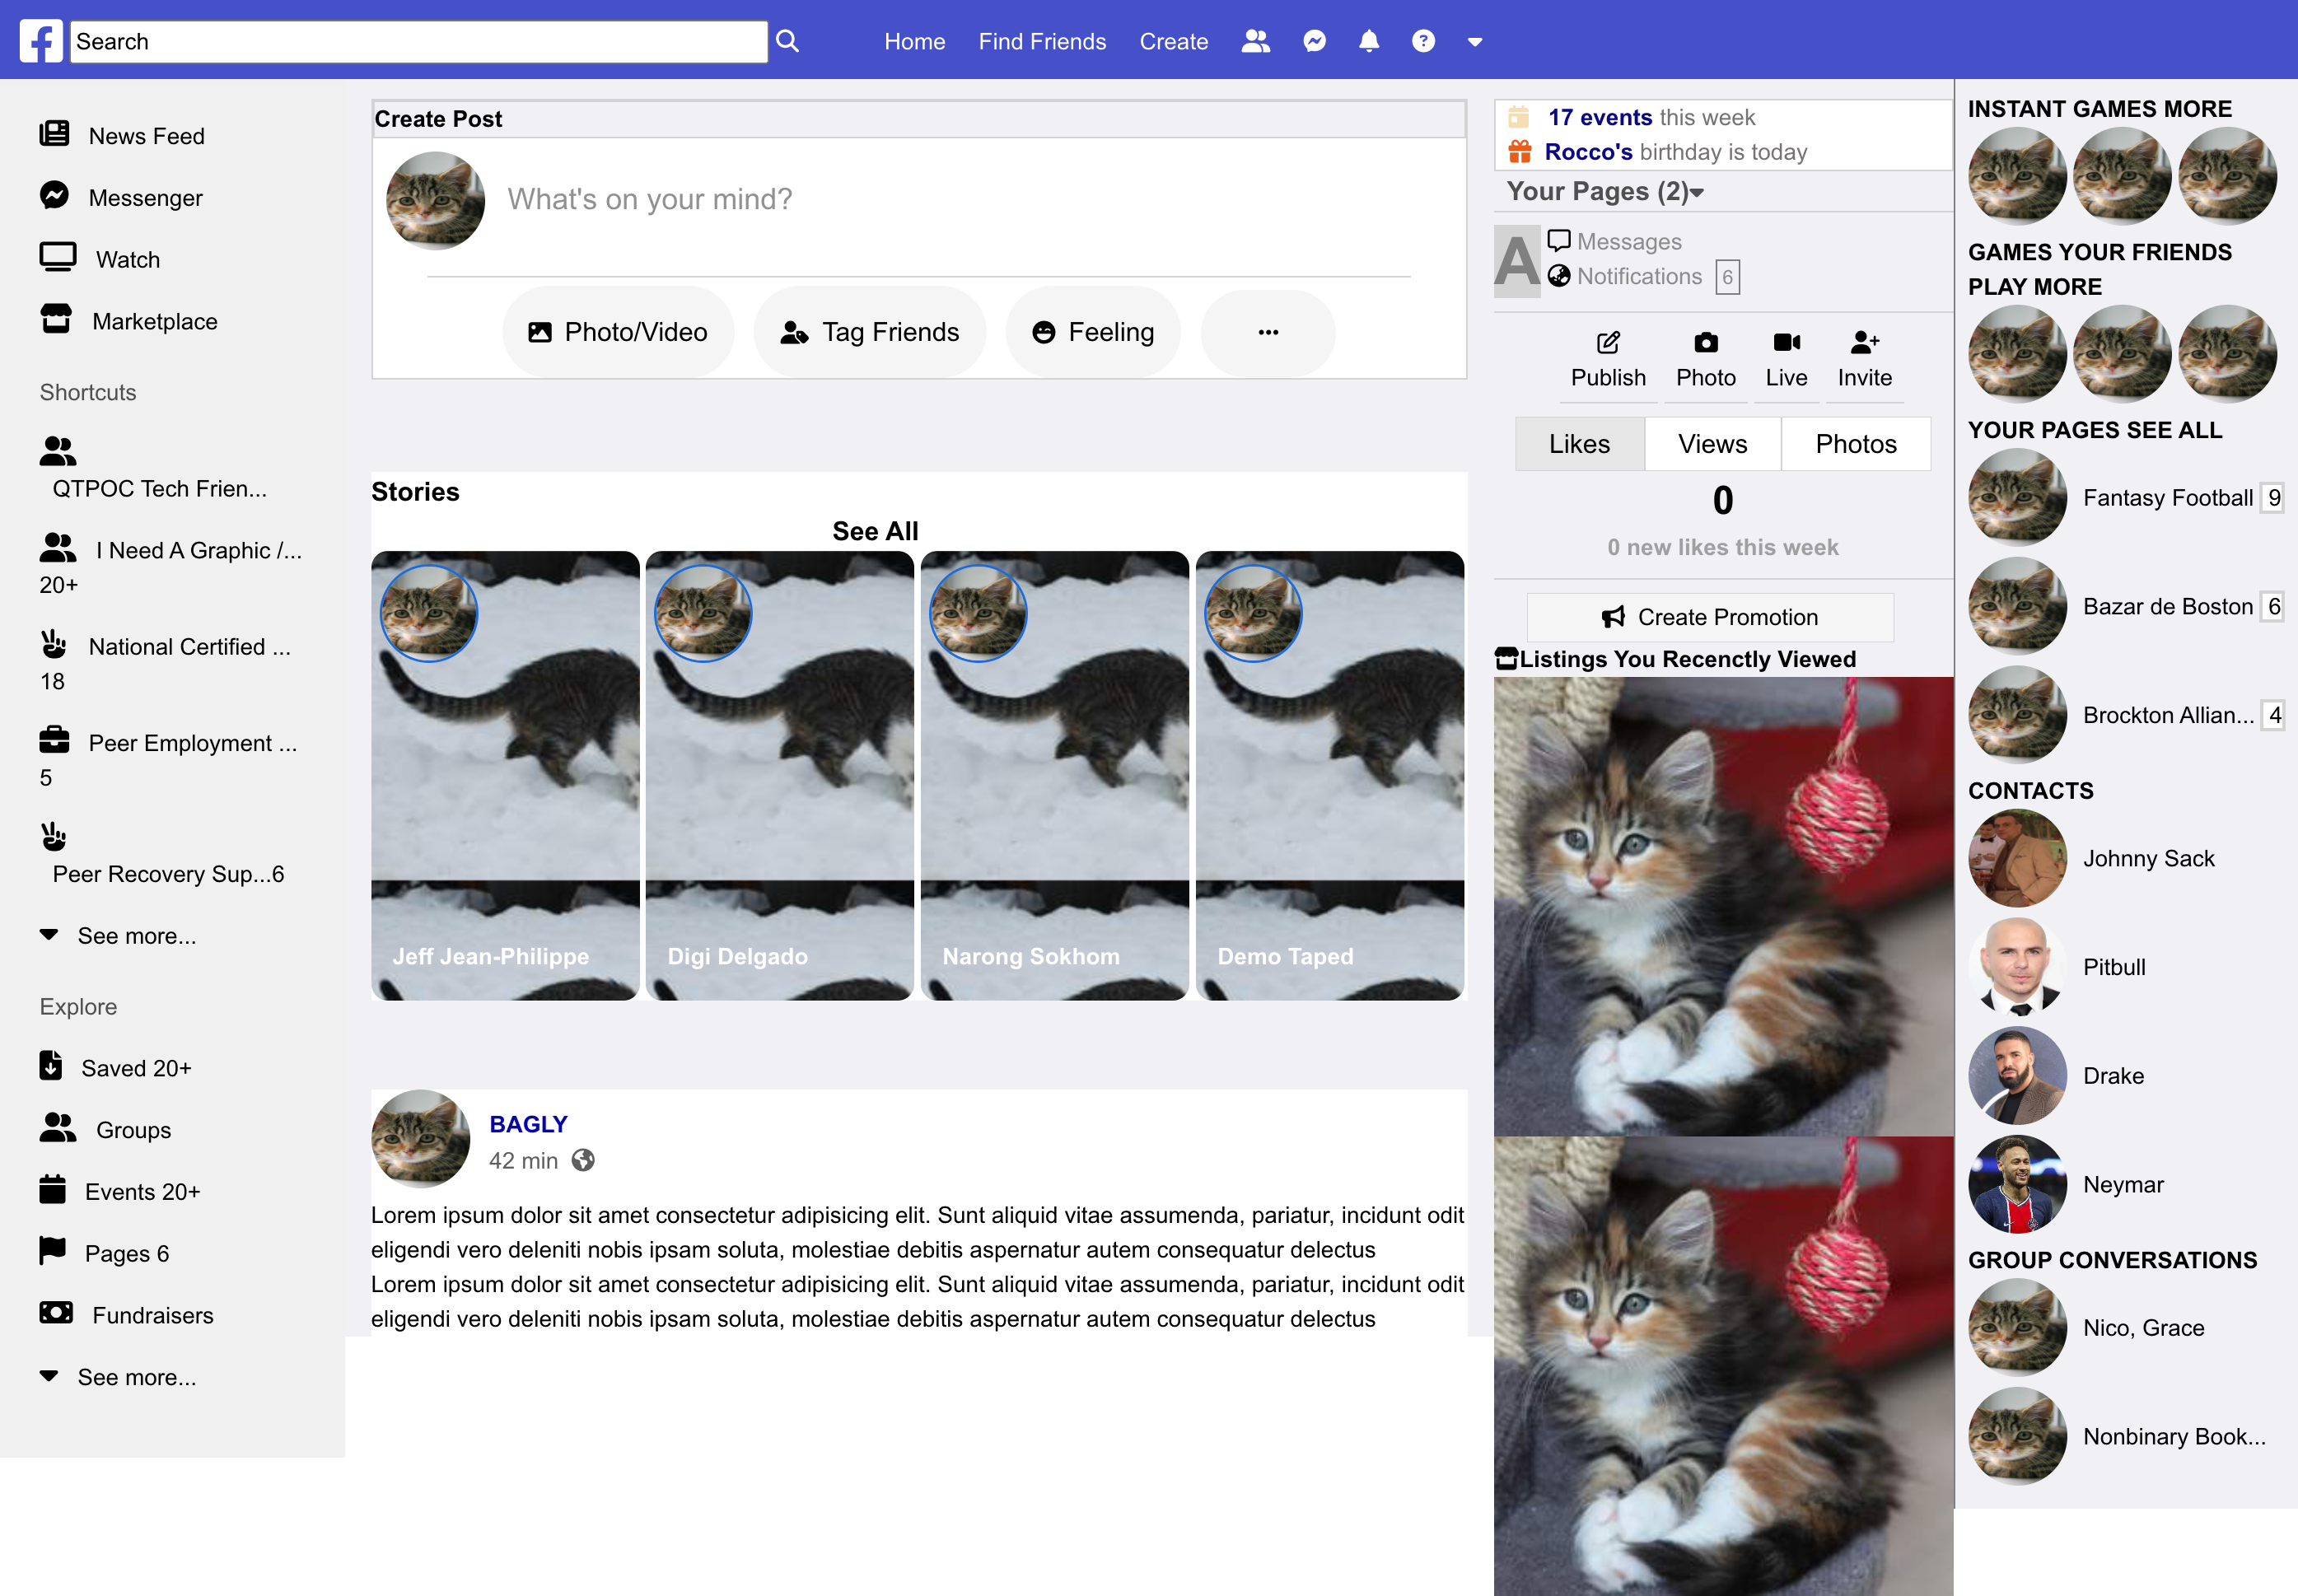 Search
Home
Find Friends
Create
News Feed
Messenger
Watch
Marketplace
Shortcuts
QTPOC Tech Frien...
I Need A Graphic /...
20+
National Certified ...
18
Peer Employment ...
5
Peer Recovery Sup...6
See more...
Explore
Saved 20+
Groups
Events 20+
Pages 6
Fundraisers
See more...
Create Post
What's on your mind?
Photo/Video
Tag Friends
Feeling
...
Stories
See All
Jeff Jean-Philippe
Digi Delgado
Narong Sokhom
Demo Taped
BAGLY
42 min
Lorem ipsum dolor sit amet consectetur adipisicing elit. Sunt aliquid vitae assumenda, pariatur, incidunt odit
eligendi vero deleniti nobis ipsam soluta, molestiae debitis aspernatur autem consequatur delectus
Lorem ipsum dolor sit amet consectetur adipisicing elit. Sunt aliquid vitae assumenda, pariatur, incidunt odit
eligendi vero deleniti nobis ipsam soluta, molestiae debitis aspernatur autem consequatur delectus
17 events this week
Rocco's birthday is today
Your Pages (2)
A
Messages
Notifications 6
Publish
Photo
Live
Invite
Likes
Views
Photos
0
0 new likes this week
Create Promotion
Listings You Recenctly Viewed
INSTANT GAMES MORE
GAMES YOUR FRIENDS
PLAY MORE
YOUR PAGES SEE ALL
Fantasy Football 9
Bazar de Boston 6
Brockton Allian... 4
CONTACTS
Johnny Sack
Pitbull
Drake
Neymar
GROUP CONVERSATIONS
Nico, Grace
Nonbinary Book...